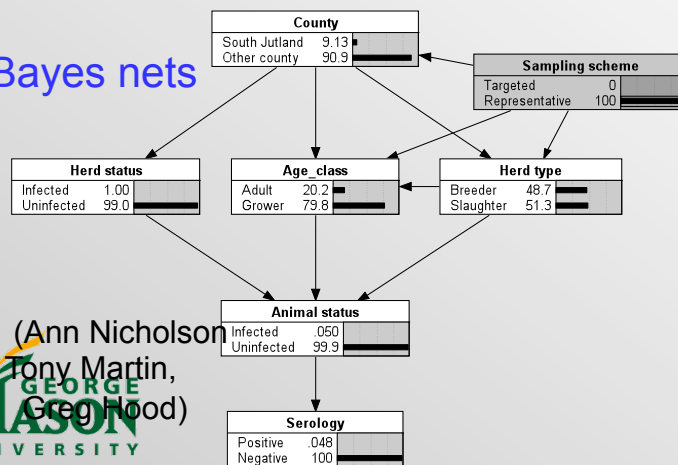 Bayes nets
County
South Jutland 9.13
Other county 90.9
Sampling scheme
Targeted 0
Representative 100
Herd status
Infected 1.00
Uninfected 99.0
Age_class
Adult 20.2
Grower 79.8
Herd type
Breeder 48.7
Slaughter 51.3
Animal status
Infected .050
Uninfected 99.9
(Ann Nicholson
Tony Martin,
Greg Hood)
GEORGE
MASON
UNIVERSITY
Serology
Positive .048
Negative 100